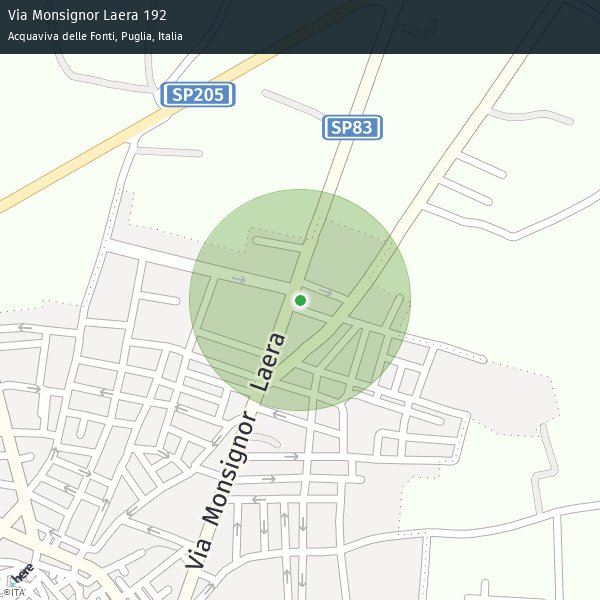 Via Monsignor Laera 192
Acquaviva delle Fonti, Puglia, Italia
SP205
SP83
Via Monsignor Laera
here
©ITA